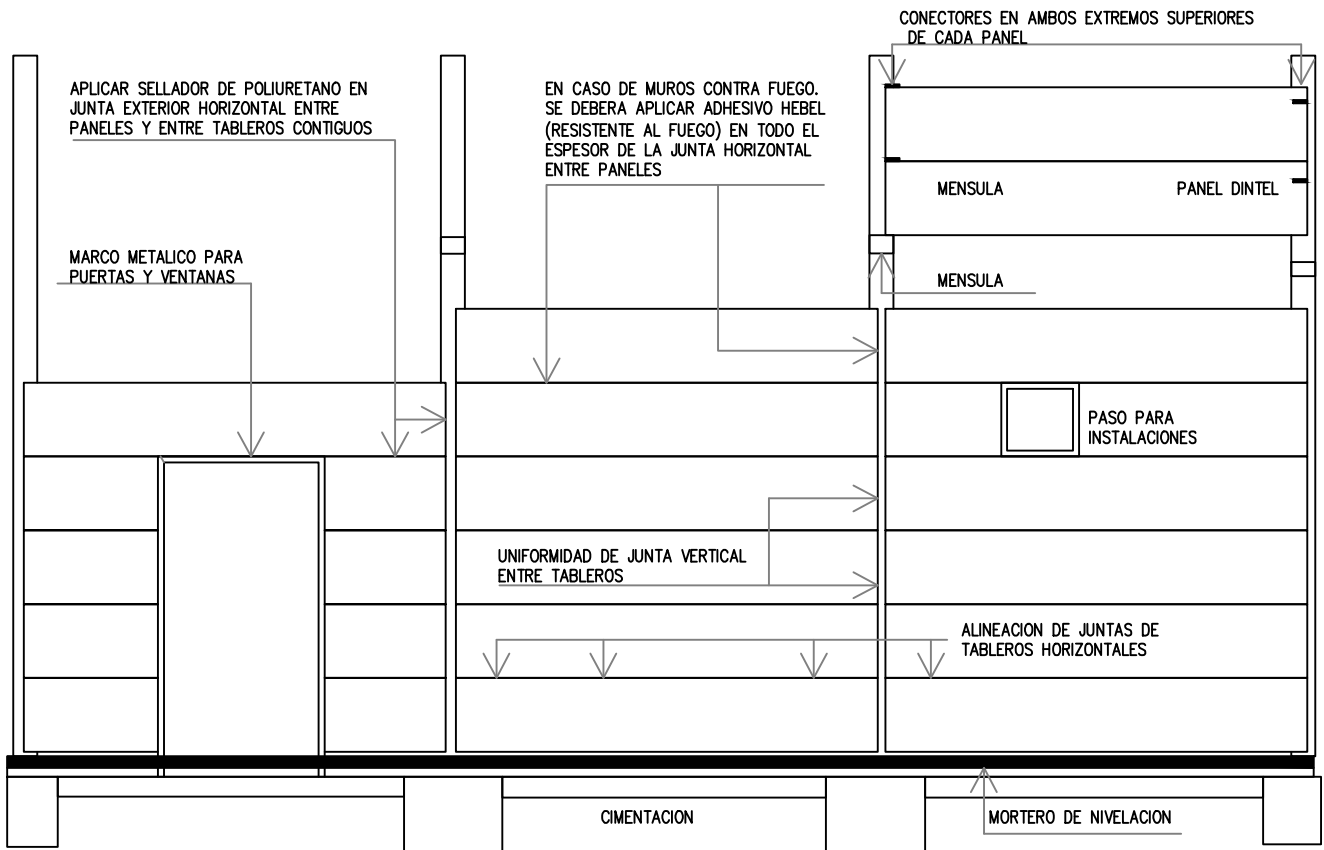 CONECTORES EN AMBOS EXTREMOS SUPERIORES
DE CADA PANEL
APLICAR SELLADOR DE POLIURETANO EN
JUNTA EXTERIOR HORIZONTAL ENTRE
PANELES Y ENTRE TABLEROS CONTIGUOS
EN CASO DE MUROS CONTRA FUEGO.
SE DEBERA APLICAR ADHESIVO HEBEL
(RESISTENTE AL FUEGO) EN TODO EL
ESPESOR DE LA JUNTA HORIZONTAL
ENTRE PANELES
MENSULA
PANEL DINTEL
MARCO METALICO PARA
PUERTAS Y VENTANAS
MENSULA
PASO PARA
INSTALACIONES
UNIFORMIDAD DE JUNTA VERTICAL
ENTRE TABLEROS
ALINEACION DE JUNTAS DE
TABLEROS HORIZONTALES
CIMENTACION
MORTERO DE NIVELACION